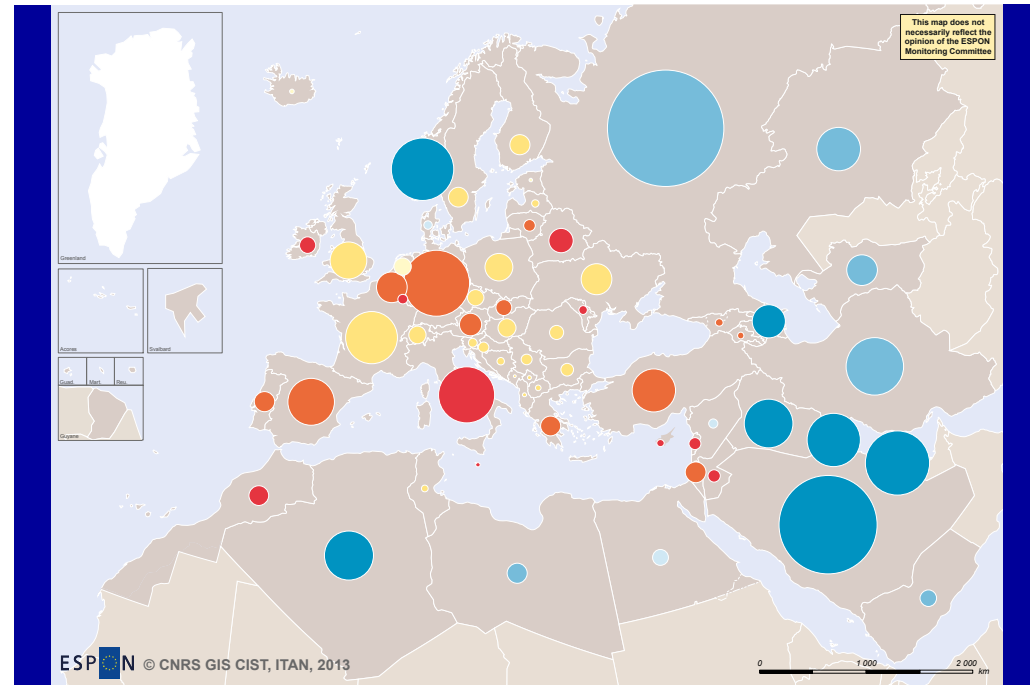 This map does not
necessarily reflect the
opinion of the ESPON
Monitoring Committee
Greenland
Acores
Svalbard
Guad. Mart. Reu.
Guyane
ESPON © CNRS GIS CIST, ITAN, 2013
0 1 000 2 000
km